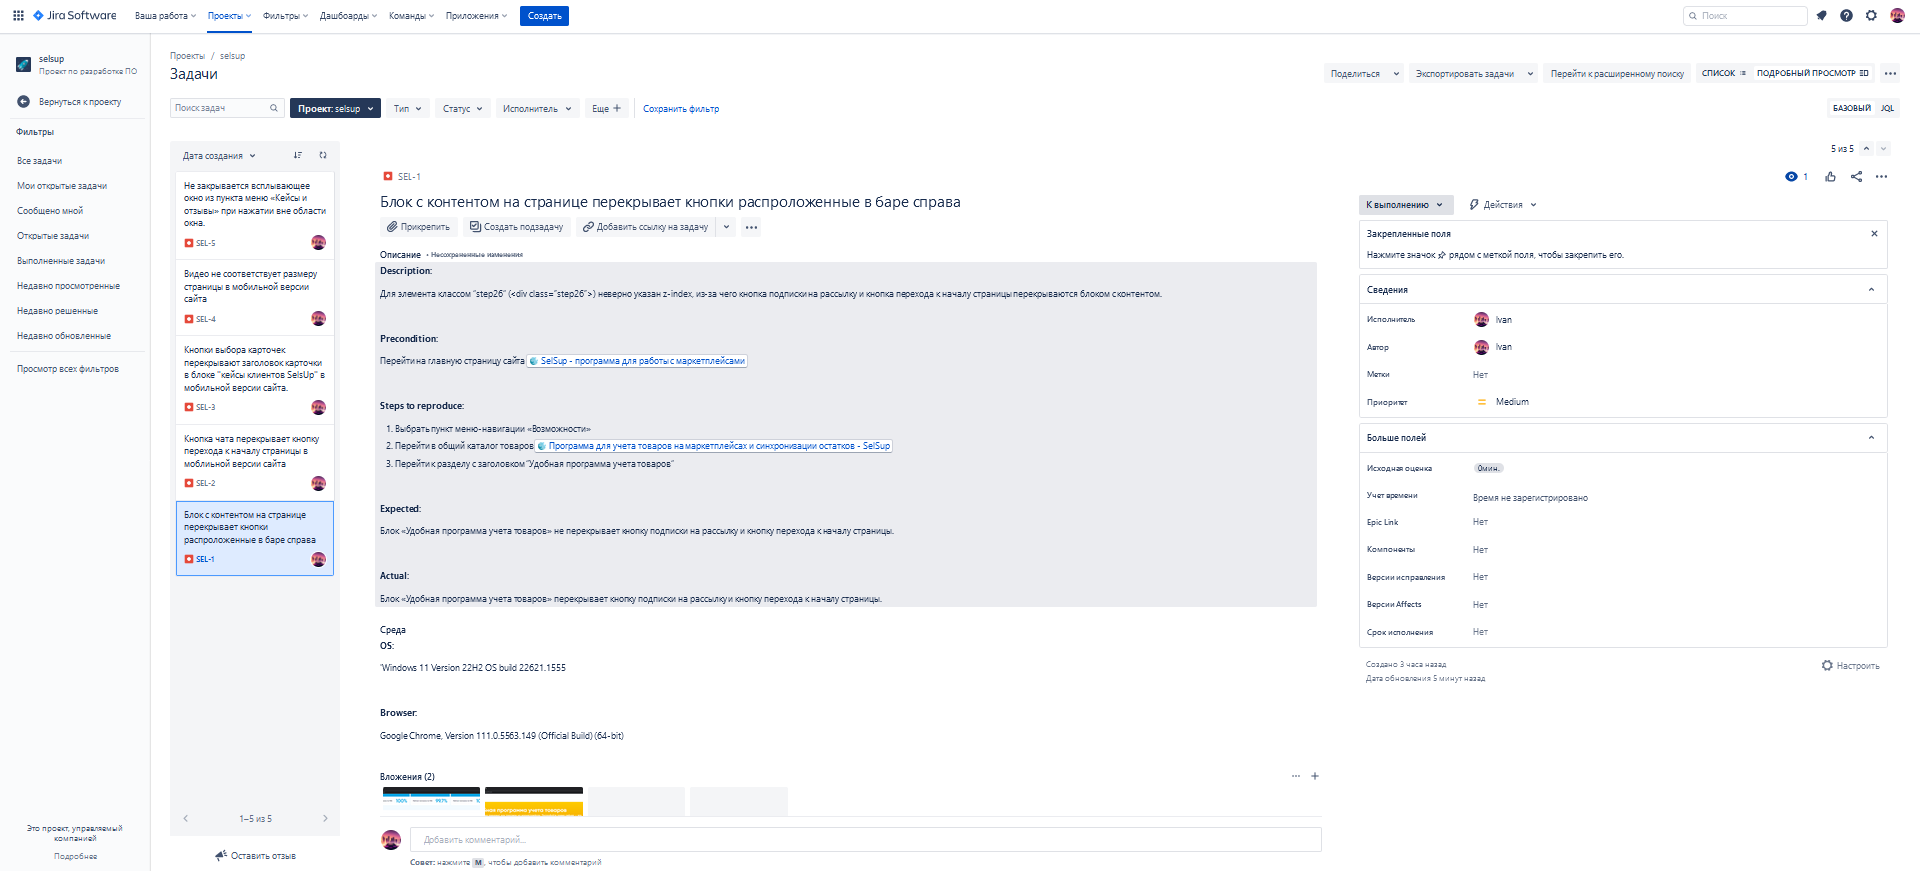 Jira Software
Ваша работа
Проекты
Фильтры
Дашбоарды
Команды
Приложения
Создать
Поиск
selsup
Проект по разработке ПО
Вернуться к проекту
Фильтры
Все задачи
Мои открытые задачи
Сообщено мной
Открытые задачи
Выполненные задачи
Недавно просмотренные
Недавно решенные
Недавно обновленные
Просмотр всех фильтров
Это проект, управляемый
компанией
Подробнее
Проекты / selsup
Задачи
Поделиться
Экспортировать задачи
Перейти к расширенному поиску
СПИСОК
ПОДРОБНЫЙ ПРОСМОТР
Поиск задач
Проект: selsup
Тип
Статус
Исполнитель
Еще +
Сохранить фильтр
БАЗОВЫЙ
JQL
Дата создания
Не закрывается всплывающее
окно из пункта меню «Кейсы и
отзывы» при нажатии вне области
окна.
SEL-5
Видео не соответствует размеру
страницы в мобильной версии
сайта
SEL-4
Кнопки выбора карточек
перекрывают заголовок карточки
в блоке "кейсы клиентов SelsUp" в
мобильной версии сайта.
SEL-3
Кнопка чата перекрывает кнопку
перехода к началу страницы в
моблиьной версии сайта
SEL-2
Блок с контентом на странице
перекрывает кнопки
распроложенные в баре справа
SEL-1
1–5 из 5
Оставить отзыв
5 из 5
SEL-1
1
Блок с контентом на странице перекрывает кнопки распроложенные в баре справа
Прикрепить
Создать подзадачу
Добавить ссылку на задачу
Описание • Несохраненные изменения
Description:
Для элемента классом "step26" (<div class="step26">) неверно указан z-index, из-за чего кнопка подписки на рассылку и кнопка перехода к началу страницы перекрываются блоком с контентом.
Precondition:
Перейти на главную страницу сайта SelSup - программа для работы с маркетплейсами
Steps to reproduce:
1. Выбрать пункт меню-навигации «Возможности»
2. Перейти в общий каталог товаров Программа для учета товаров на маркетплейсах и синхронизации остатков - SelSup
3. Перейти к разделу с заголовком "Удобная программа учета товаров"
Expected:
Блок «Удобная программа учета товаров» не перекрывает кнопку подписки на рассылку и кнопку перехода к началу страницы.
Actual:
Блок «Удобная программа учета товаров» перекрывает кнопку подписки на рассылку и кнопку перехода к началу страницы.
Среда
OS:
"Windows 11 Version 22H2 OS build 22621.1555
Browser:
Google Chrome, Version 111.0.5563.149 (Official Build) (64-bit)
Вложения (2)
100%
997%
Добавить комментарий...
Совет: нажмите M, чтобы добавить комментарий
К выполнению
Действия
Закрепленные поля
Нажмите значок рядом с меткой поля, чтобы закрепить его.
Сведения
Исполнитель
Ivan
Автор
Ivan
Метки
Нет
Приоритет
Medium
Больше полей
Исходная оценка
0мин.
Учет времени
Время не зарегистрировано
Epic Link
Нет
Компоненты
Нет
Версии исправления
Нет
Версии Affects
Нет
Срок исполнения
Нет
Создано 3 часа назад
Дата обновления 5 минут назад
Настроить